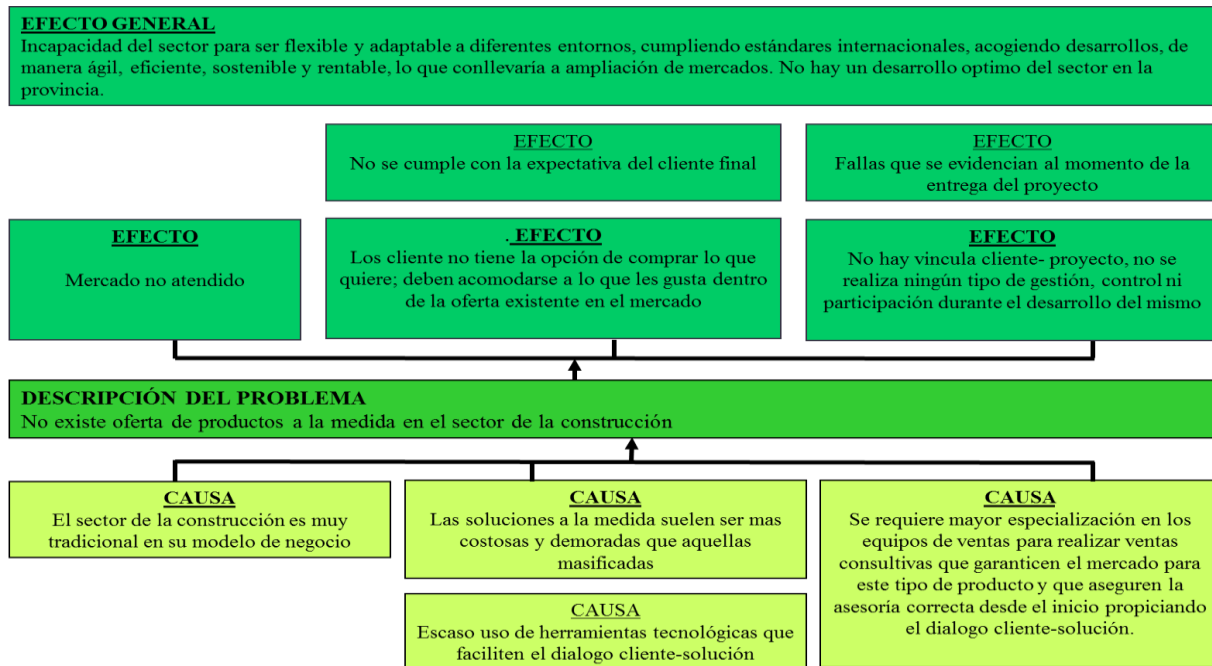 EFECTO GENERAL
Incapacidad del sector para ser flexible y adaptable a diferentes entornos, cumpliendo estándares internacionales, acogiendo desarrollos, de
manera ágil, eficiente, sostenible y rentable, lo que conllevaría a ampliación de mercados. No hay un desarrollo optimo del sector en la
provincia.
EFECTO
No se cumple con la expectativa del cliente final
EFECTO
Fallas que se evidencian al momento de la
entrega del proyecto
EFECTO
Mercado no atendido
. EFECTO
Los cliente no tiene la opción de comprar lo que
quiere; deben acomodarse a lo que les gusta dentro
de la oferta existente en el mercado
EFECTO
No hay vincula cliente- proyecto, no se
realiza ningún tipo de gestión, control ni
participación durante el desarrollo del mismo
DESCRIPCIÓN DEL PROBLEMA
No existe oferta de productos a la medida en el sector de la construcción
CAUSA
El sector de la construcción es muy
tradicional en su modelo de negocio
CAUSA
Las soluciones a la medida suelen ser mas
costosas y demoradas que aquellas
masificadas
CAUSA
Escaso uso de herramientas tecnológicas que
faciliten el dialogo cliente-solución
CAUSA
Se requiere mayor especialización en los
equipos de ventas para realizar ventas
consultivas que garanticen el mercado para
este tipo de producto y que aseguren la
asesoría correcta desde el inicio propiciando
el dialogo cliente-solución.